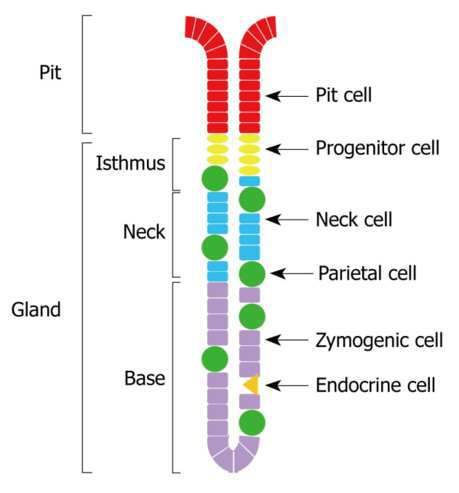 Pit
Pit cell
Isthmus
Progenitor cell
Neck
Neck cell
Parietal cell
Gland
Zymogenic cell
Base
Endocrine cell